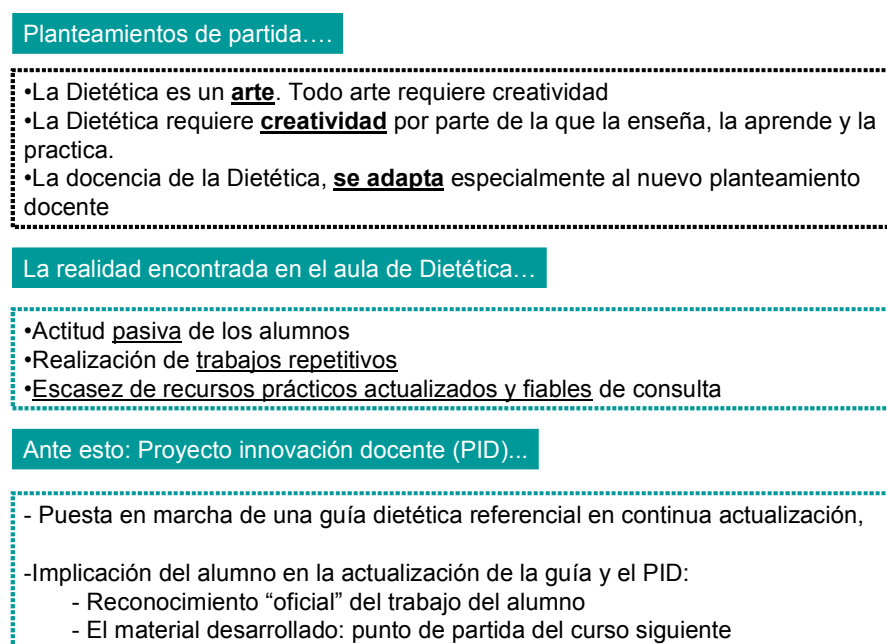 Planteamientos de partida….
•La Dietética es un arte. Todo arte requiere creatividad
•La Dietética requiere creatividad por parte de la que la enseña, la aprende y la
practica.
•La docencia de la Dietética, se adapta especialmente al nuevo planteamiento
docente
La realidad encontrada en el aula de Dietética…
•Actitud pasiva de los alumnos
•Realización de trabajos repetitivos
•Escasez de recursos prácticos actualizados y fiables de consulta
Ante esto: Proyecto innovación docente (PID)...
- Puesta en marcha de una guía dietética referencial en continua actualización,
-Implicación del alumno en la actualización de la guía y el PID:
- Reconocimiento “oficial” del trabajo del alumno
- El material desarrollado: punto de partida del curso siguiente